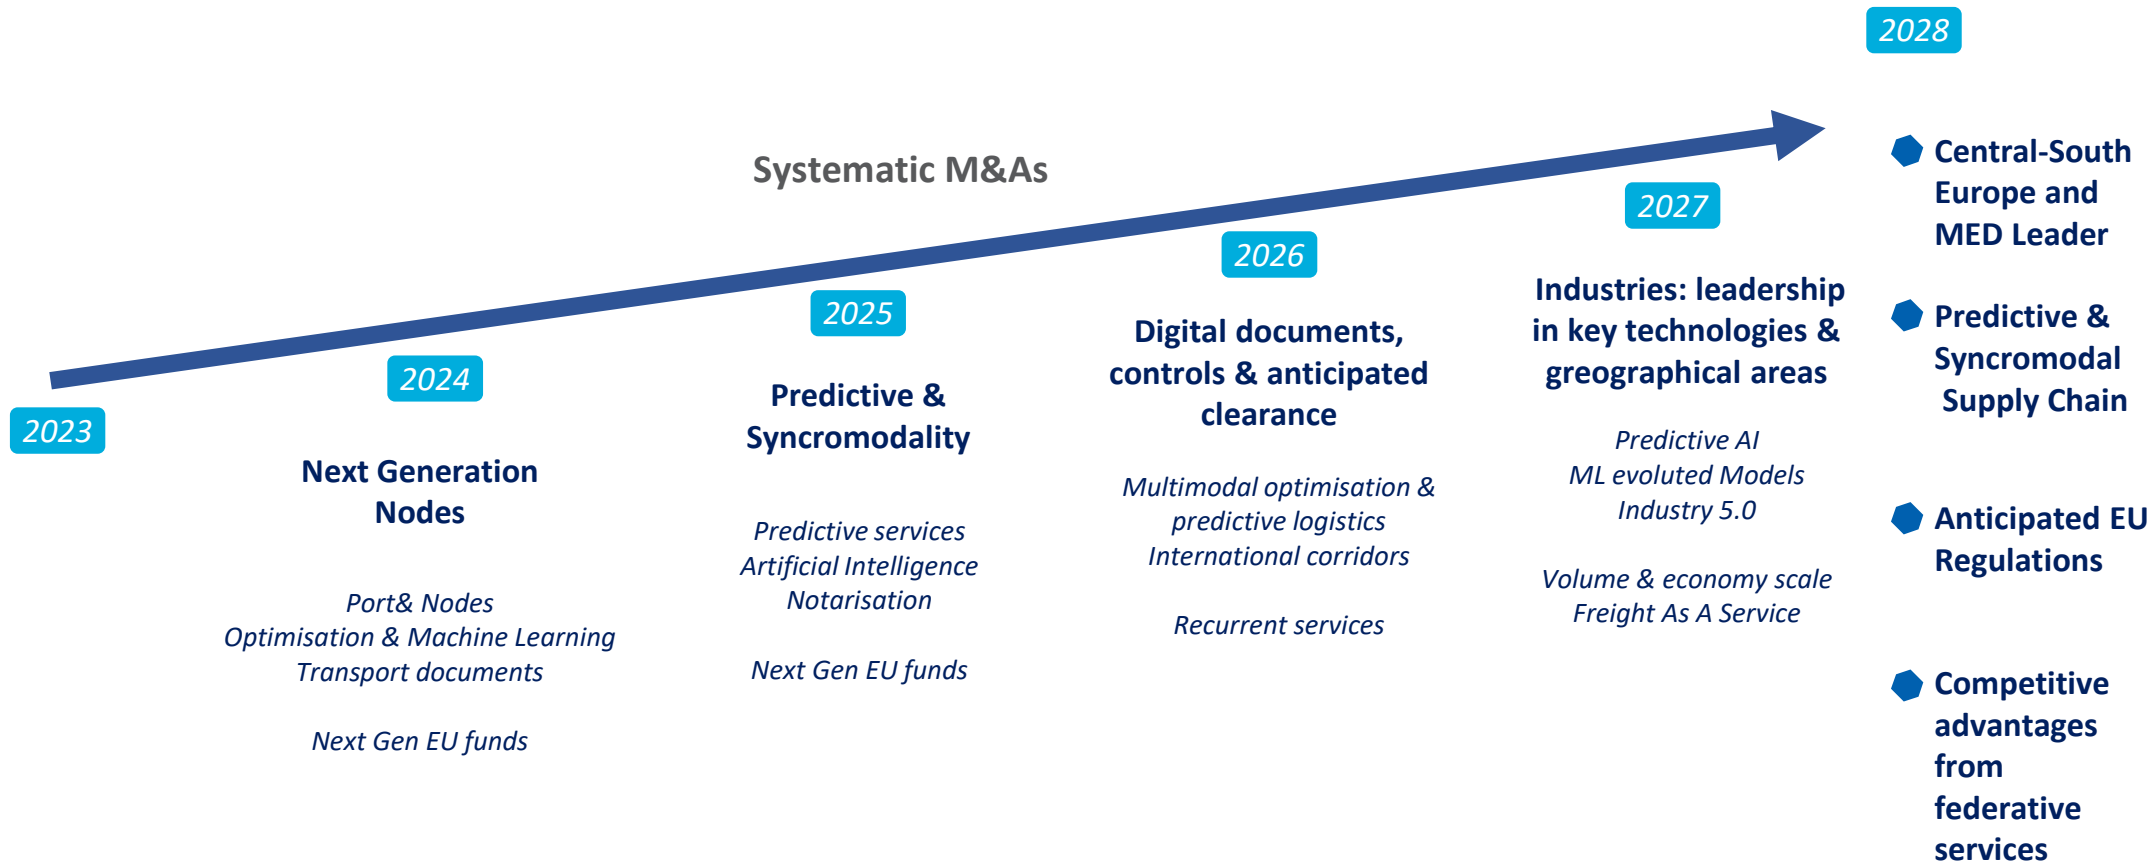 Systematic M&As
2023
2024
Next Generation
Nodes
Port& Nodes
Optimisation & Machine Learning
Transport documents
Next Gen EU funds
2025
Predictive &
Syncromodality
Predictive services
Artificial Intelligence
Notarisation
Next Gen EU funds
2026
Digital documents,
controls & anticipated
clearance
Multimodal optimisation &
predictive logistics
International corridors
Recurrent services
2027
Industries: leadership
in key technologies &
greographical areas
Predictive AI
ML evoluted Models
Industry 5.0
Volume & economy scale
Freight As A Service
2028
Central-South
Europe and
MED Leader
Predictive &
Syncromodal
Supply Chain
Anticipated EU
Regulations
Competitive
advantages
from
federative
services